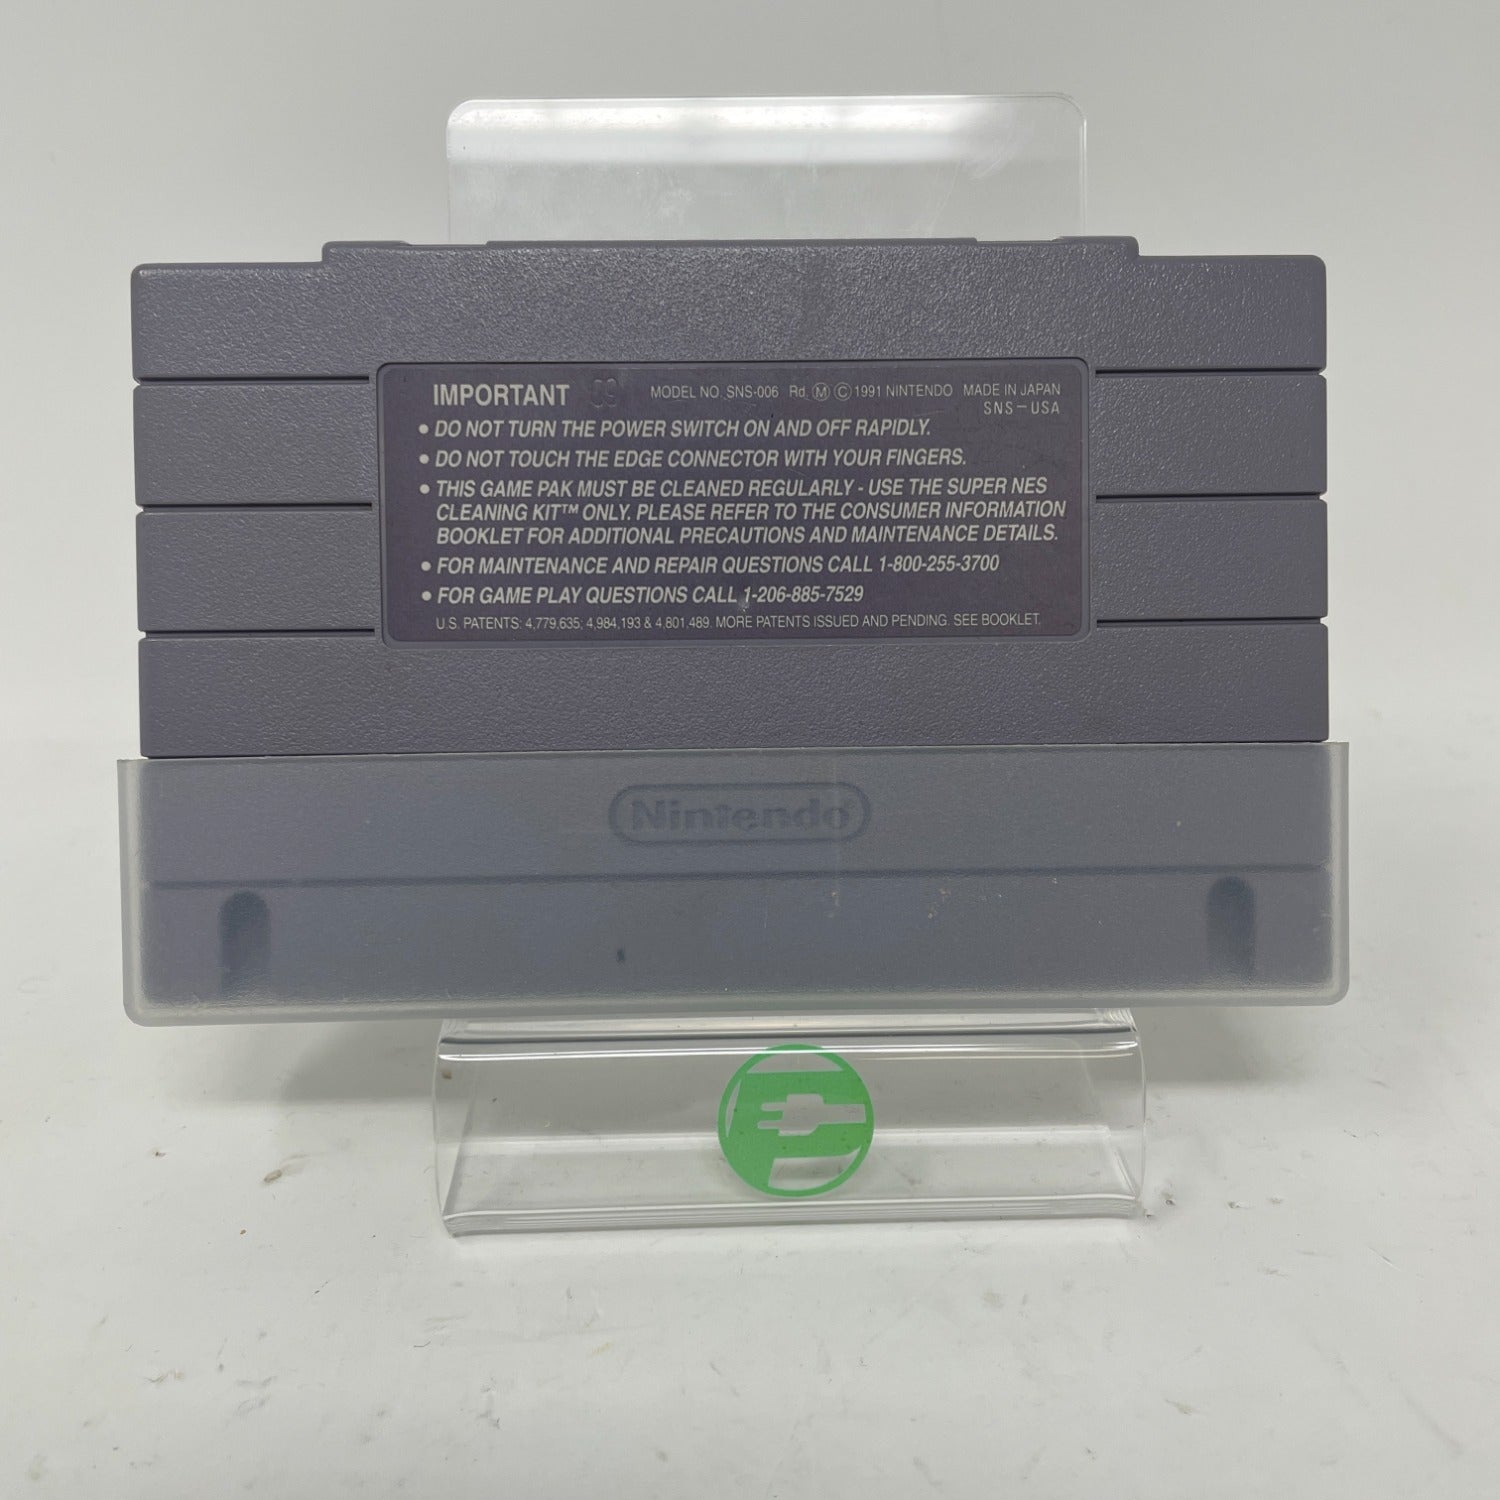 IMPORTANT 09 MODEL NO. SNS-006 Rd. Ⓜ © 1991 NINTENDO MADE IN JAPAN
SNS-USA
• DO NOT TURN THE POWER SWITCH ON AND OFF RAPIDLY.
• DO NOT TOUCH THE EDGE CONNECTOR WITH YOUR FINGERS.
• THIS GAME PAK MUST BE CLEANED REGULARLY - USE THE SUPER NES
CLEANING KIT™ ONLY. PLEASE REFER TO THE CONSUMER INFORMATION
BOOKLET FOR ADDITIONAL PRECAUTIONS AND MAINTENANCE DETAILS.
• FOR MAINTENANCE AND REPAIR QUESTIONS CALL 1-800-255-3700
• FOR GAME PLAY QUESTIONS CALL 1-206-885-7529
U.S. PATENTS: 4,779,635; 4,984,193 & 4.801.489. MORE PATENTS ISSUED AND PENDING. SEE BOOKLET.
Nintendo